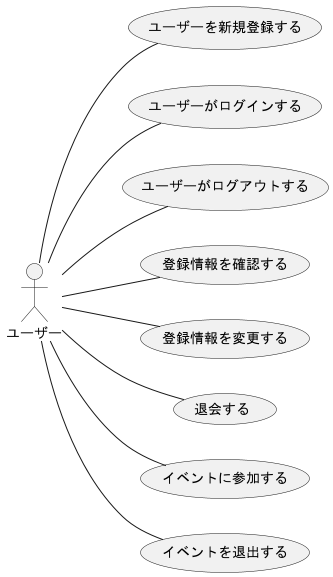 ユーザーを新規登録する
ユーザーがログインする
ユーザーがログアウトする
登録情報を確認する
ユーザー
登録情報を変更する
退会する
イベントに参加する
イベントを退出する